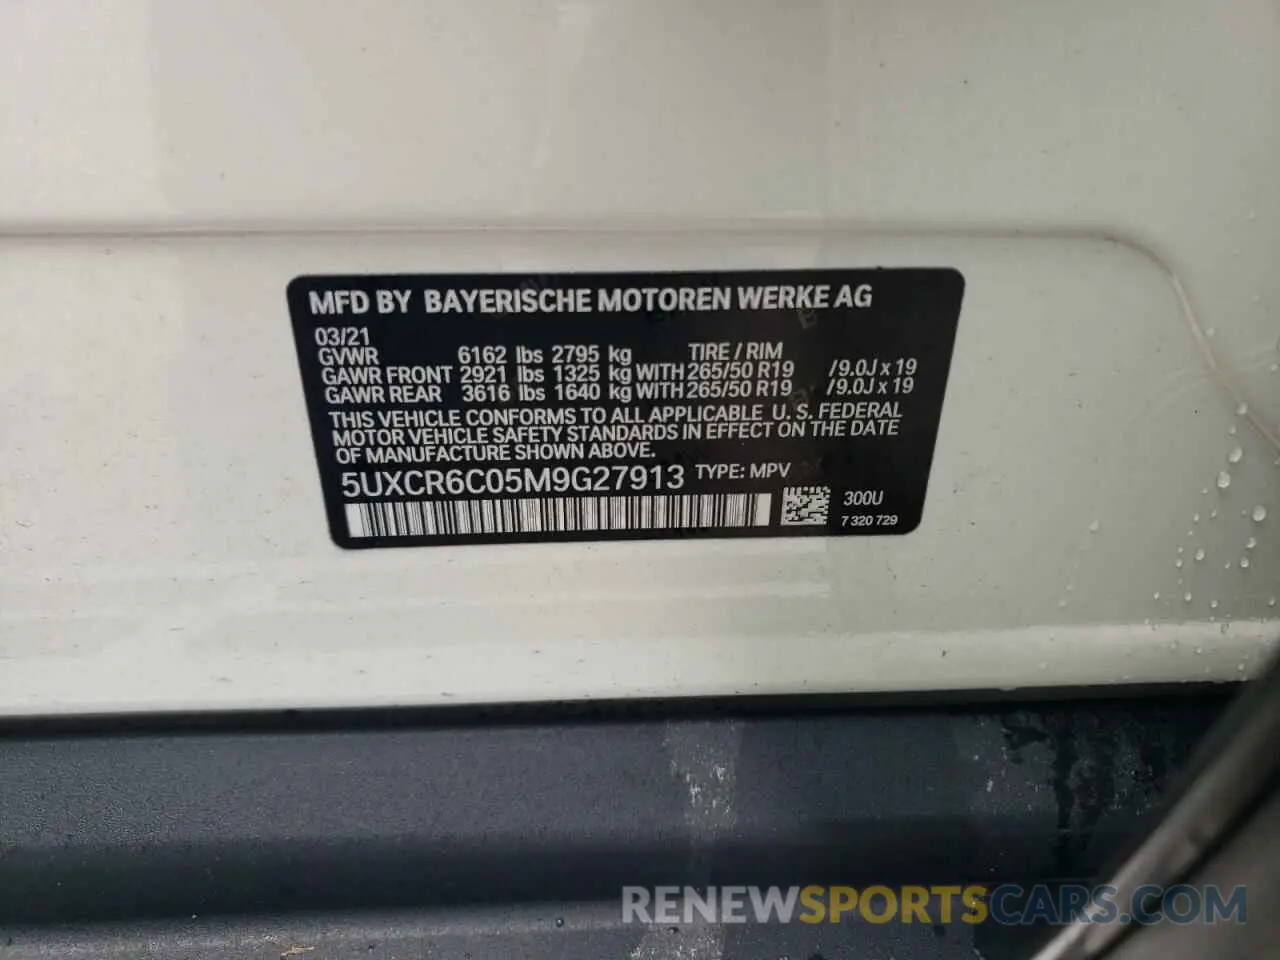 MFD BY BAYERISCHE MOTOREN WERKE AG
03/21
GVWR 6162 lbs 2795 kg TIRE / RIM
GAWR FRONT 2921 lbs 1325 kg WITH 265/50 R19 /9.0J x 19
GAWR REAR 3616 lbs 1640 kg WITH 265/50 R19 /9.0J x 19
THIS VEHICLE CONFORMS TO ALL APPLICABLE U. S. FEDERAL
MOTOR VEHICLE SAFETY STANDARDS IN EFFECT ON THE DATE
OF MANUFACTURE SHOWN ABOVE.
5UXCR6C05M9G27913 TYPE: MPV
300U
7 320 729
RENEWSPORTSCARS.COM